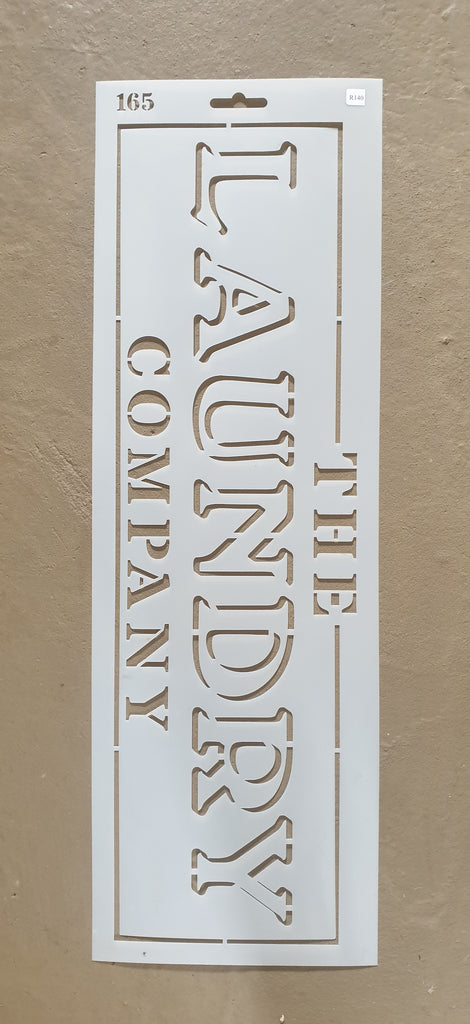 165
R140
THE
LAUNDRY
COMPANY